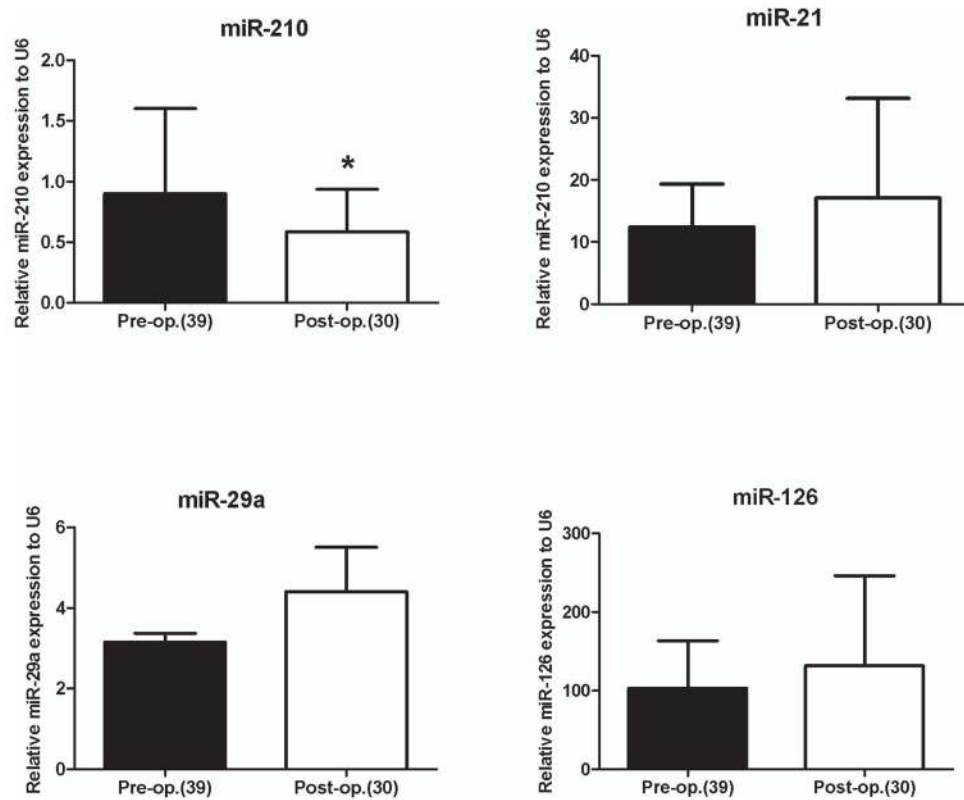 miR-210
Relative miR-210 expression to U6
2.0
1.5
1.0
0.5
0.0
*
Pre-op.(39) Post-op.(30)
miR-21
Relative miR-210 expression to U6
40
30
20
10
0
Pre-op.(39) Post-op.(30)
miR-29a
Relative miR-29a expression to U6
6
4
2
0
Pre-op.(39) Post-op.(30)
miR-126
Relative miR-126 expression to U6
300
200
100
0
Pre-op.(39) Post-op.(30)